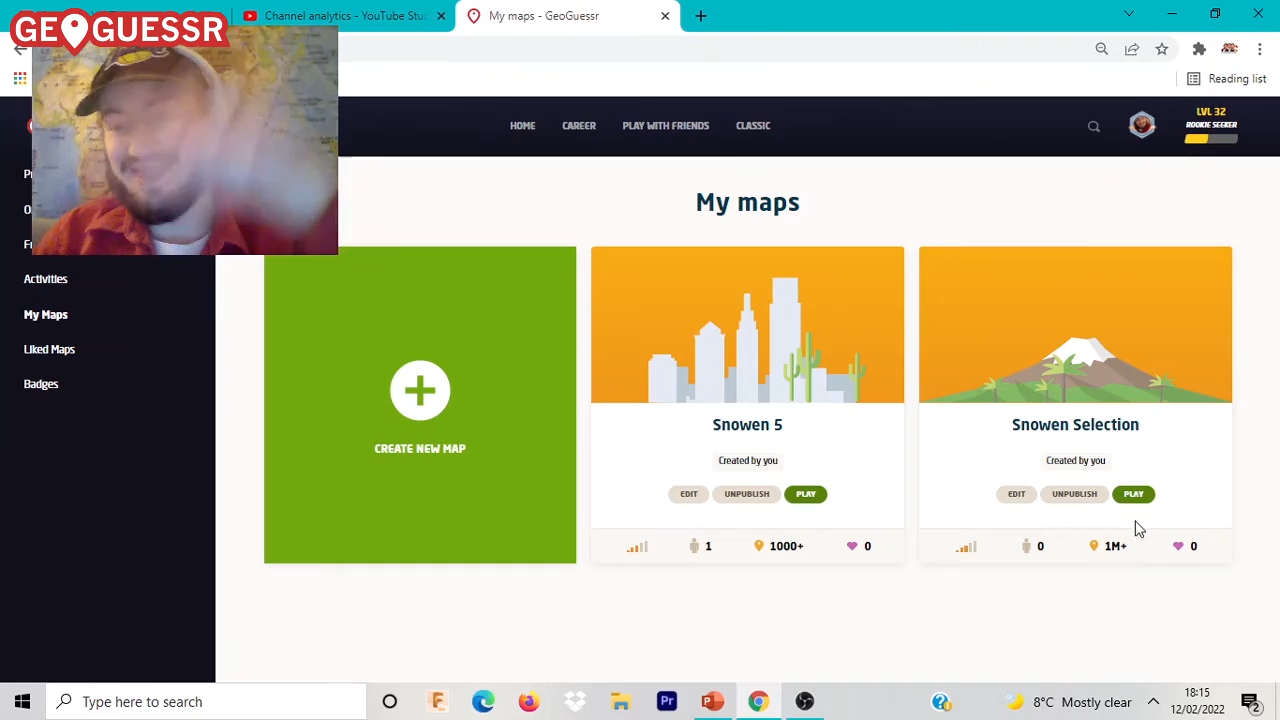 GEOGUESSR
Channel analytics - YouTube Stu
My maps - GeoGuessr
Reading list
HOME
CAREER
PLAY WITH FRIENDS
CLASSIC
LVL 32
ROOKIE SEEKER
My maps
Activities
My Maps
Liked Maps
Badges
CREATE NEW MAP
Snowen 5
Created by you
EDIT
UNPUBLISH
PLAY
1
1000+
0
Snowen Selection
Created by you
EDIT
UNPUBLISH
PLAY
0
1M+
0
Type here to search
Pr
8°C Mostly clear
18:15
12/02/2022
2